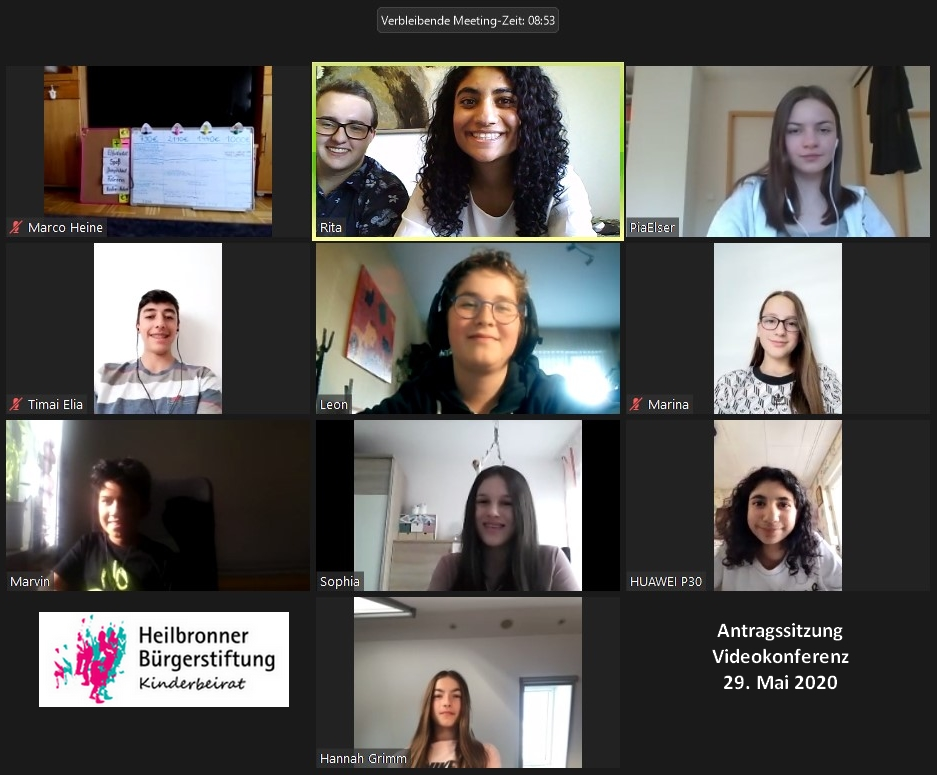 Verbleibende Meeting-Zeit: 08:53
Marco Heine
Rita
PiaElser
Timai Elia
Leon
Marina
Marvin
Sophia
HUAWEI P30
Heilbronner
Bürgerstiftung
Kinderbeirat
Hannah Grimm
Antragssitzung
Videokonferenz
29. Mai 2020